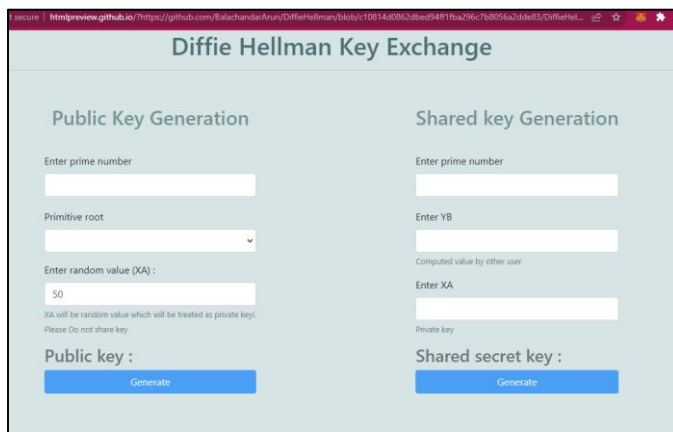 t secure | htmlpreview.github.io/?https://github.com/BalachandarArun/DiffieHellman/blob/c10814d0862dbed94ff1fba296c7b8056a2dde83/DiffieHel...
Diffie Hellman Key Exchange
Public Key Generation
Enter prime number
Primitive root
Enter random value (XA) :
50
XA will be random value which will be treated as private key\.
Please Do not share key
Public key :
Generate
Shared key Generation
Enter prime number
Enter YB
Computed value by other user
Enter XA
Private key
Shared secret key :
Generate